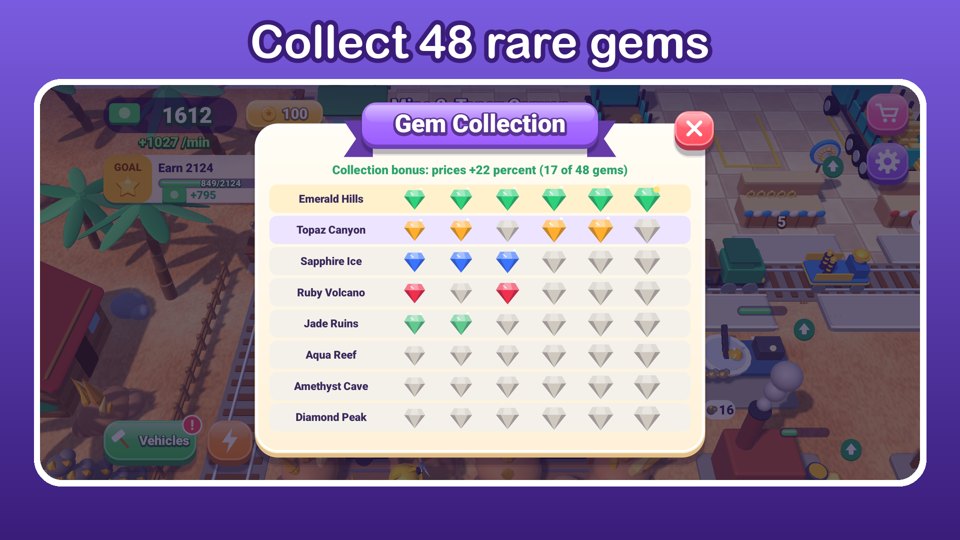 Collect 48 rare gems
1612
100
+1027 /min
GOAL
Earn 2124
849/2124
+795
Gem Collection
Collection bonus: prices +22 percent (17 of 48 gems)
Emerald Hills
Topaz Canyon
Sapphire Ice
Ruby Volcano
Jade Ruins
Aqua Reef
Amethyst Cave
Diamond Peak
5
16
Vehicles
!